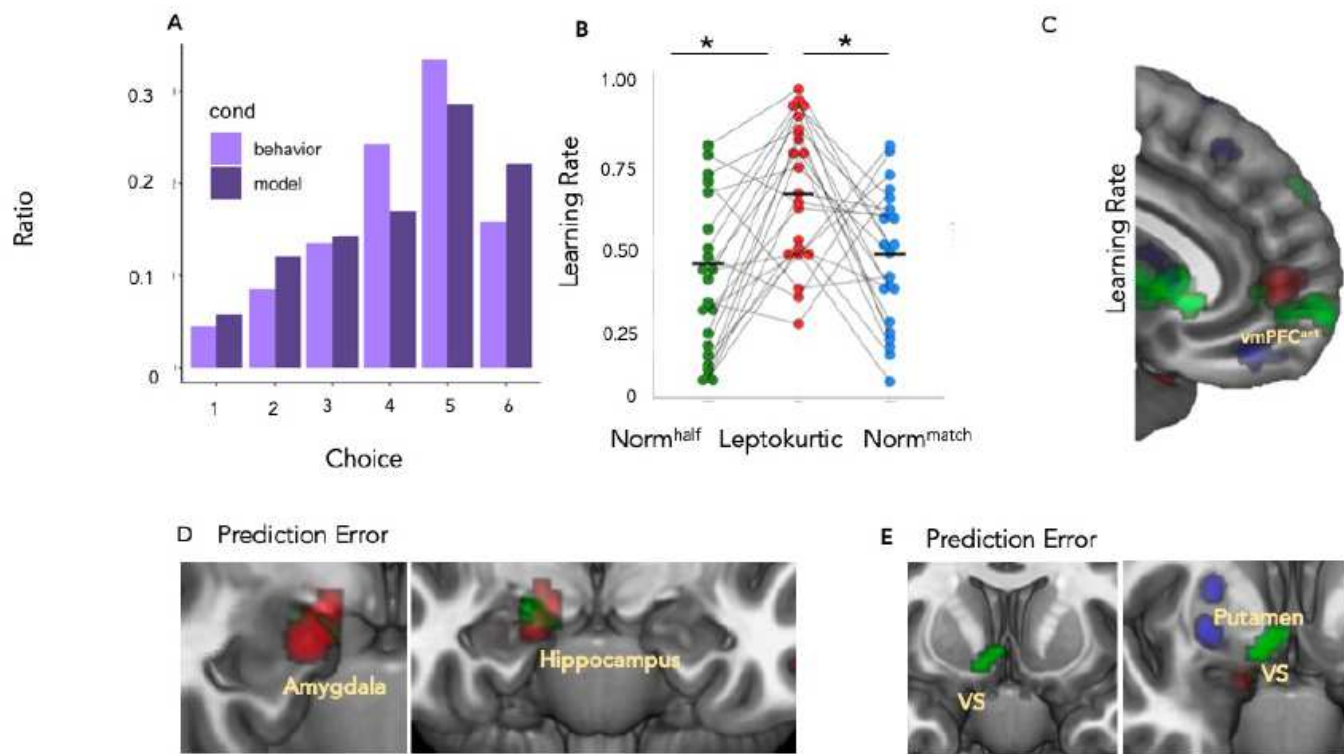 A
Ratio
0.3
0.2
0.1
0
cond
behavior
model
1 2 3 4 5 6
Choice
B
* *
Learning Rate
1.00
0.75
0.50
0.25
0
Normhalf Leptokurtic Normmatch
C
Learning Rate
vmPFCant
D Prediction Error
Amygdala
Hippocampus
E Prediction Error
VS
Putamen
VS